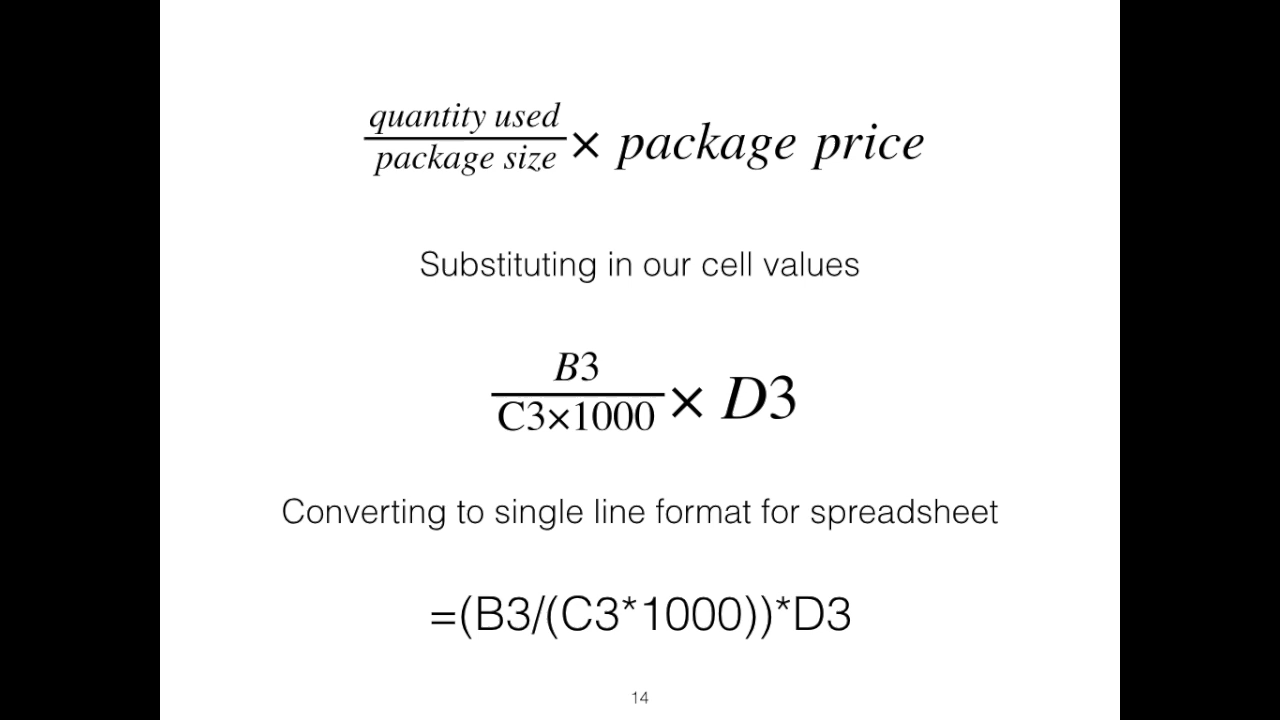 quantity used
package size
× package price
Substituting in our cell values
B3
C3×1000
× D3
Converting to single line format for spreadsheet
=(B3/(C3*1000))*D3
14